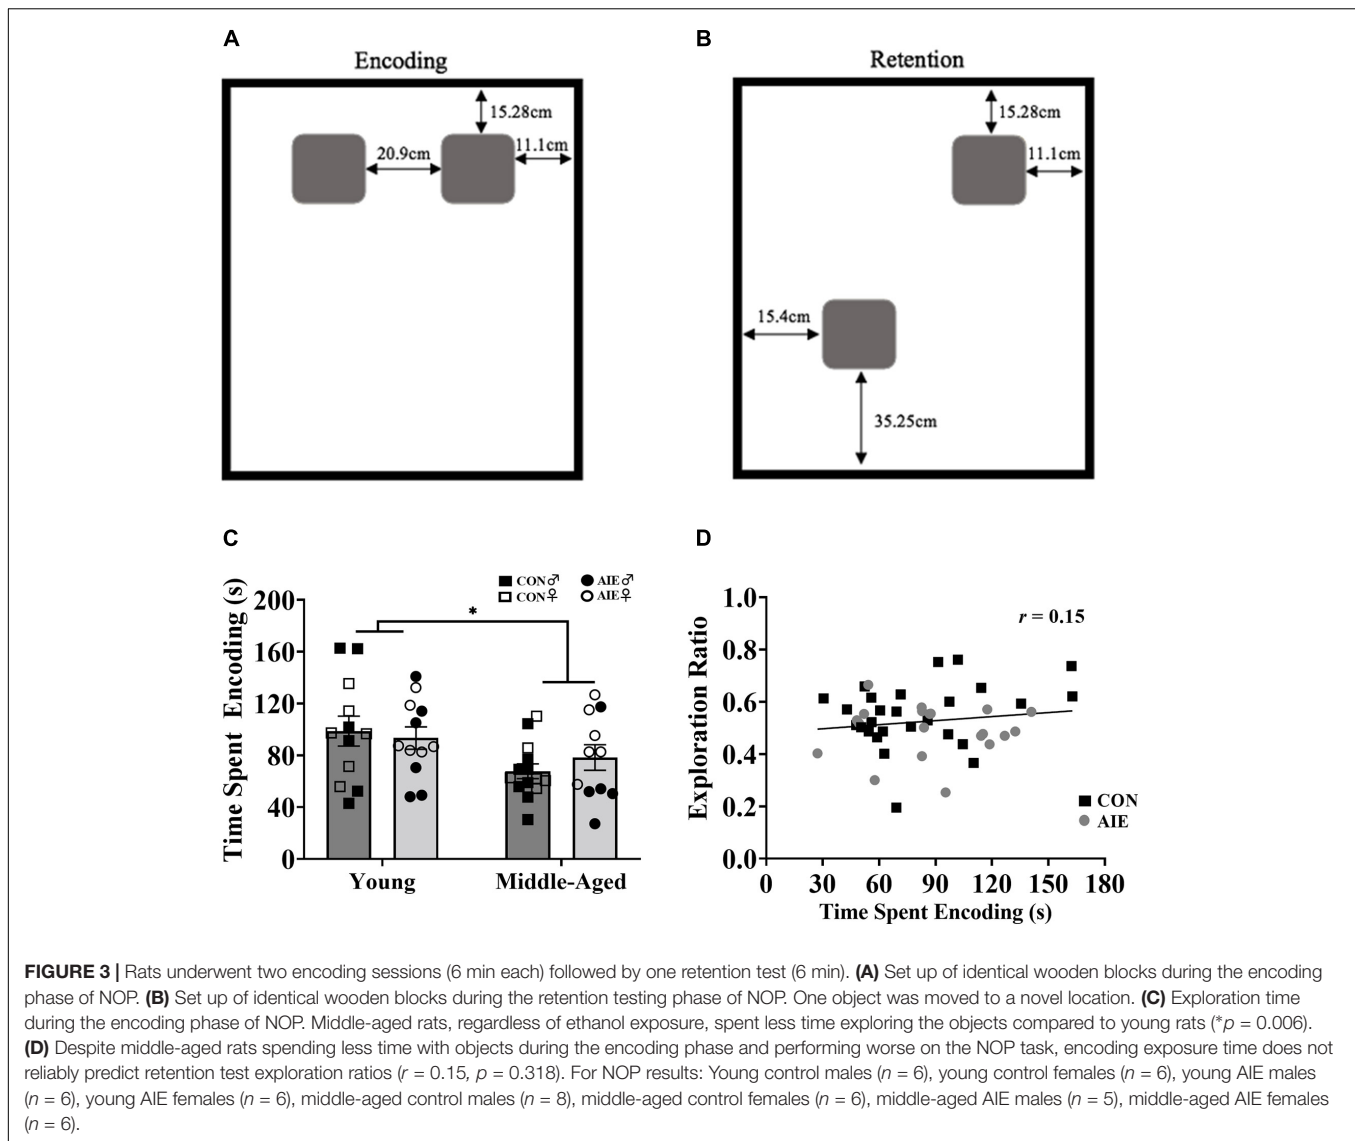 A
Encoding
15.28cm
20.9cm
11.1cm
B
Retention
15.28cm
11.1cm
15.4cm
35.25cm
C
Time Spent Encoding (s)
200
160
120
80
40
0
*
CON♂ AIE♂
CON♀ AIE♀
Young Middle-Aged
D
Exploration Ratio
1.0
0.8
0.6
0.4
0.2
0.0
r = 0.15
CON
AIE
0 30 60 90 120 150 180
Time Spent Encoding (s)
FIGURE 3 | Rats underwent two encoding sessions (6 min each) followed by one retention test (6 min). (A) Set up of identical wooden blocks during the encoding
phase of NOP. (B) Set up of identical wooden blocks during the retention testing phase of NOP. One object was moved to a novel location. (C) Exploration time
during the encoding phase of NOP. Middle-aged rats, regardless of ethanol exposure, spent less time exploring the objects compared to young rats (*p = 0.006).
(D) Despite middle-aged rats spending less time with objects during the encoding phase and performing worse on the NOP task, encoding exposure time does not
reliably predict retention test exploration ratios (r = 0.15, p = 0.318). For NOP results: Young control males (n = 6), young control females (n = 6), young AIE males
(n = 6), young AIE females (n = 6), middle-aged control males (n = 8), middle-aged control females (n = 6), middle-aged AIE males (n = 5), middle-aged AIE females
(n = 6).